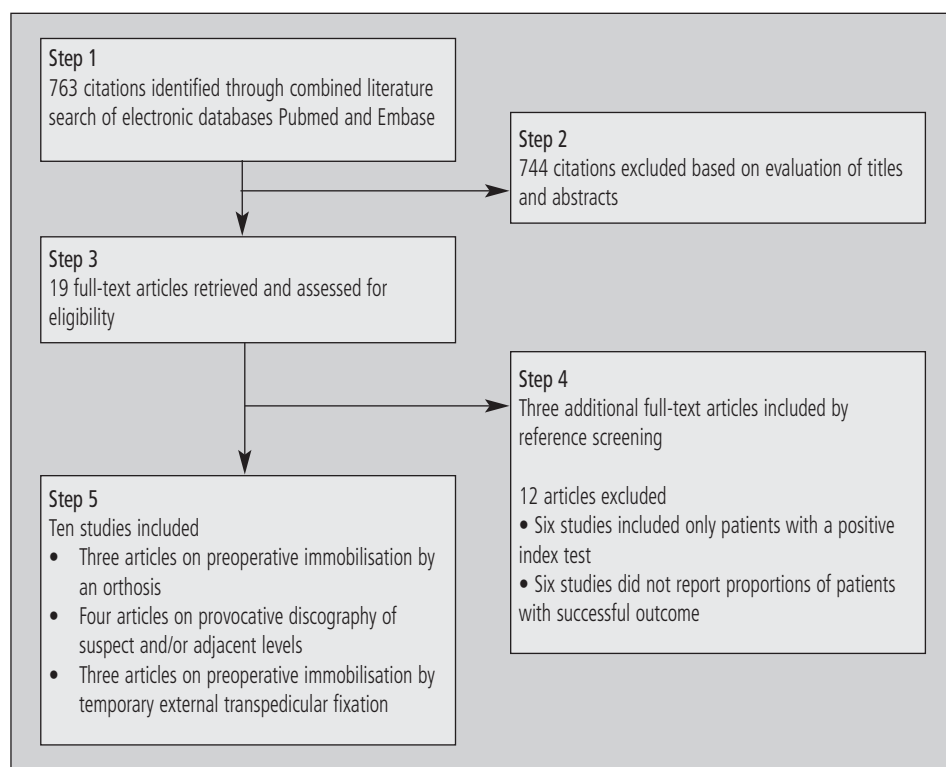 Step 1
763 citations identified through combined literature
search of electronic databases Pubmed and Embase
Step 2
744 citations excluded based on evaluation of titles
and abstracts
Step 3
19 full-text articles retrieved and assessed for
eligibility
Step 4
Three additional full-text articles included by
reference screening
12 articles excluded
• Six studies included only patients with a positive
index test
• Six studies did not report proportions of patients
with successful outcome
Step 5
Ten studies included
• Three articles on preoperative immobilisation by
an orthosis
• Four articles on provocative discography of
suspect and/or adjacent levels
• Three articles on preoperative immobilisation by
temporary external transpedicular fixation